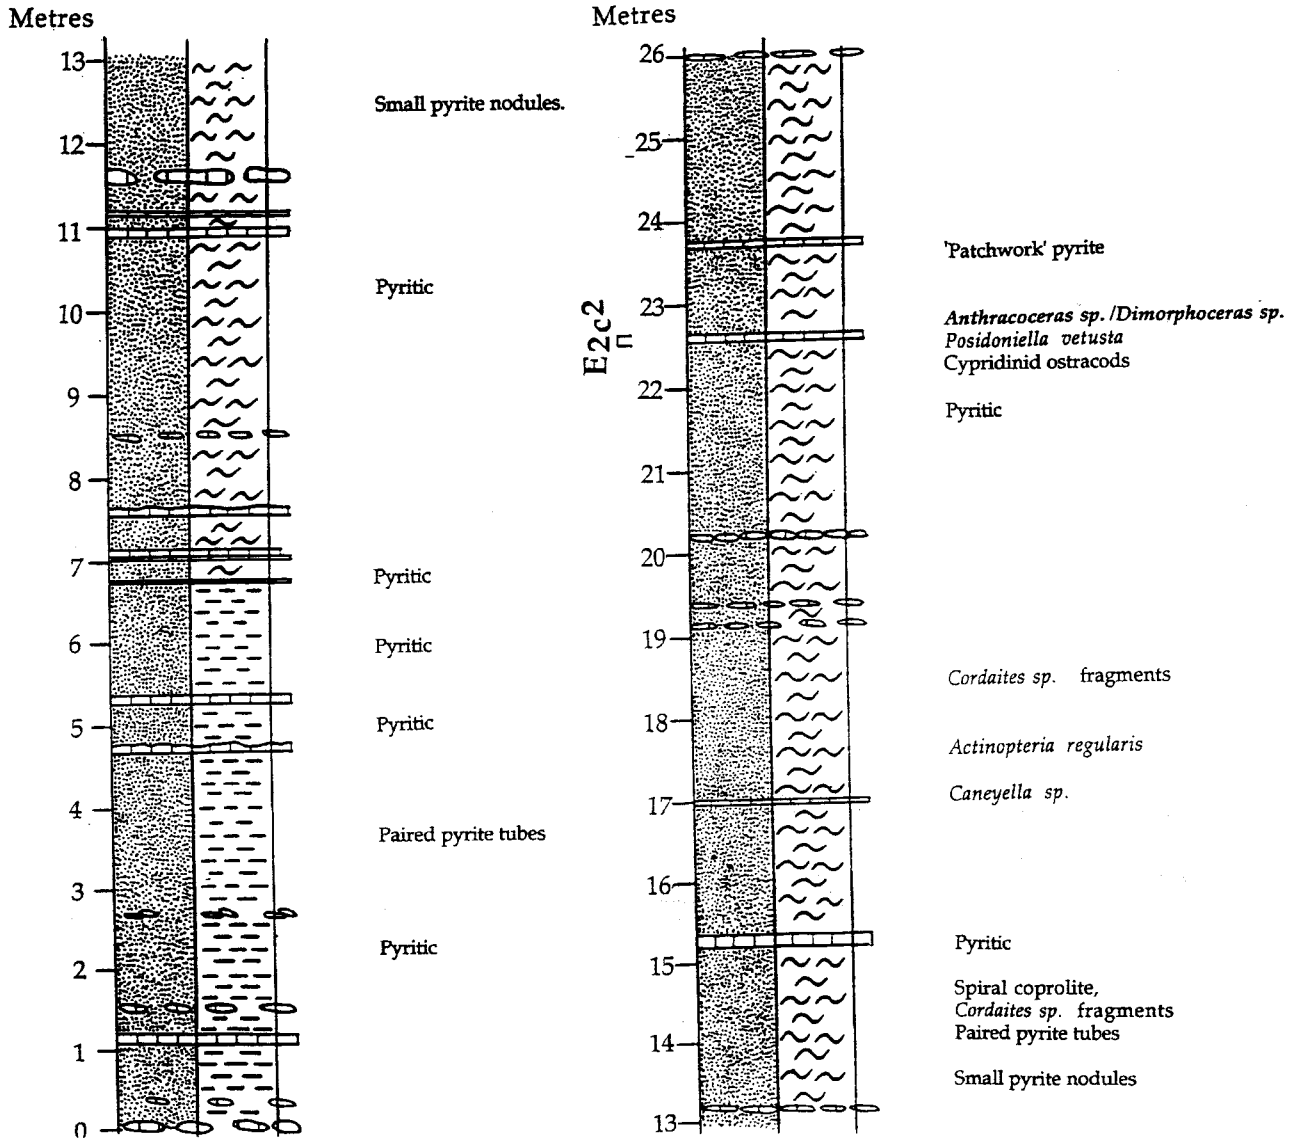 Metres
13
Small pyrite nodules.
12
11
Pyritic
10
9
8
7
Pyritic
6
Pyritic
5
Pyritic
4
Paired pyrite tubes
3
Pyritic
2
1
0
Metres
26
25
24
'Patchwork' pyrite
23
Anthracoceras sp. /Dimorphoceras sp.
Posidoniella vetusta
Cypridinid ostracods
E2c2
22
Pyritic
21
20
19
Cordaites sp. fragments
18
Actinopteria regularis
Caneyella sp.
17
16
Pyritic
15
Spiral coprolite,
Cordaites sp. fragments
Paired pyrite tubes
14
Small pyrite nodules
13